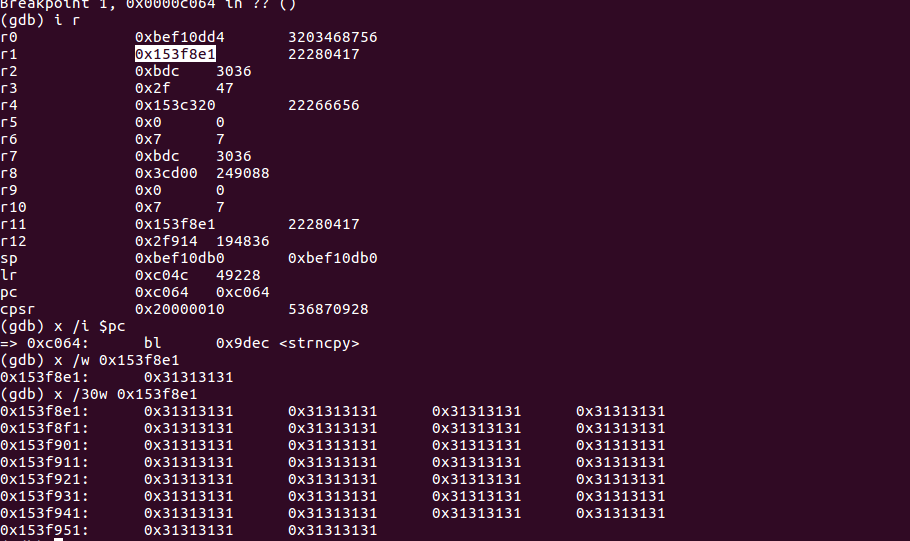 Breakpoint 1, 0x0000c064 in ?? ()
(gdb) i r
r0 0xbef10dd4 3203468756
r1 0x153f8e1 22280417
r2 0xbdc 3036
r3 0x2f 47
r4 0x153c320 22266656
r5 0x0 0
r6 0x7 7
r7 0xbdc 3036
r8 0x3cd00 249088
r9 0x0 0
r10 0x7 7
r11 0x153f8e1 22280417
r12 0x2f914 194836
sp 0xbef10db0 0xbef10db0
lr 0xc04c 49228
pc 0xc064 0xc064
cpsr 0x20000010 536870928
(gdb) x /i $pc
=> 0xc064: bl 0x9dec <strncpy>
(gdb) x /w 0x153f8e1
0x153f8e1: 0x31313131
(gdb) x /30w 0x153f8e1
0x153f8e1: 0x31313131 0x31313131 0x31313131 0x31313131
0x153f8f1: 0x31313131 0x31313131 0x31313131 0x31313131
0x153f901: 0x31313131 0x31313131 0x31313131 0x31313131
0x153f911: 0x31313131 0x31313131 0x31313131 0x31313131
0x153f921: 0x31313131 0x31313131 0x31313131 0x31313131
0x153f931: 0x31313131 0x31313131 0x31313131 0x31313131
0x153f941: 0x31313131 0x31313131 0x31313131 0x31313131
0x153f951: 0x31313131 0x31313131